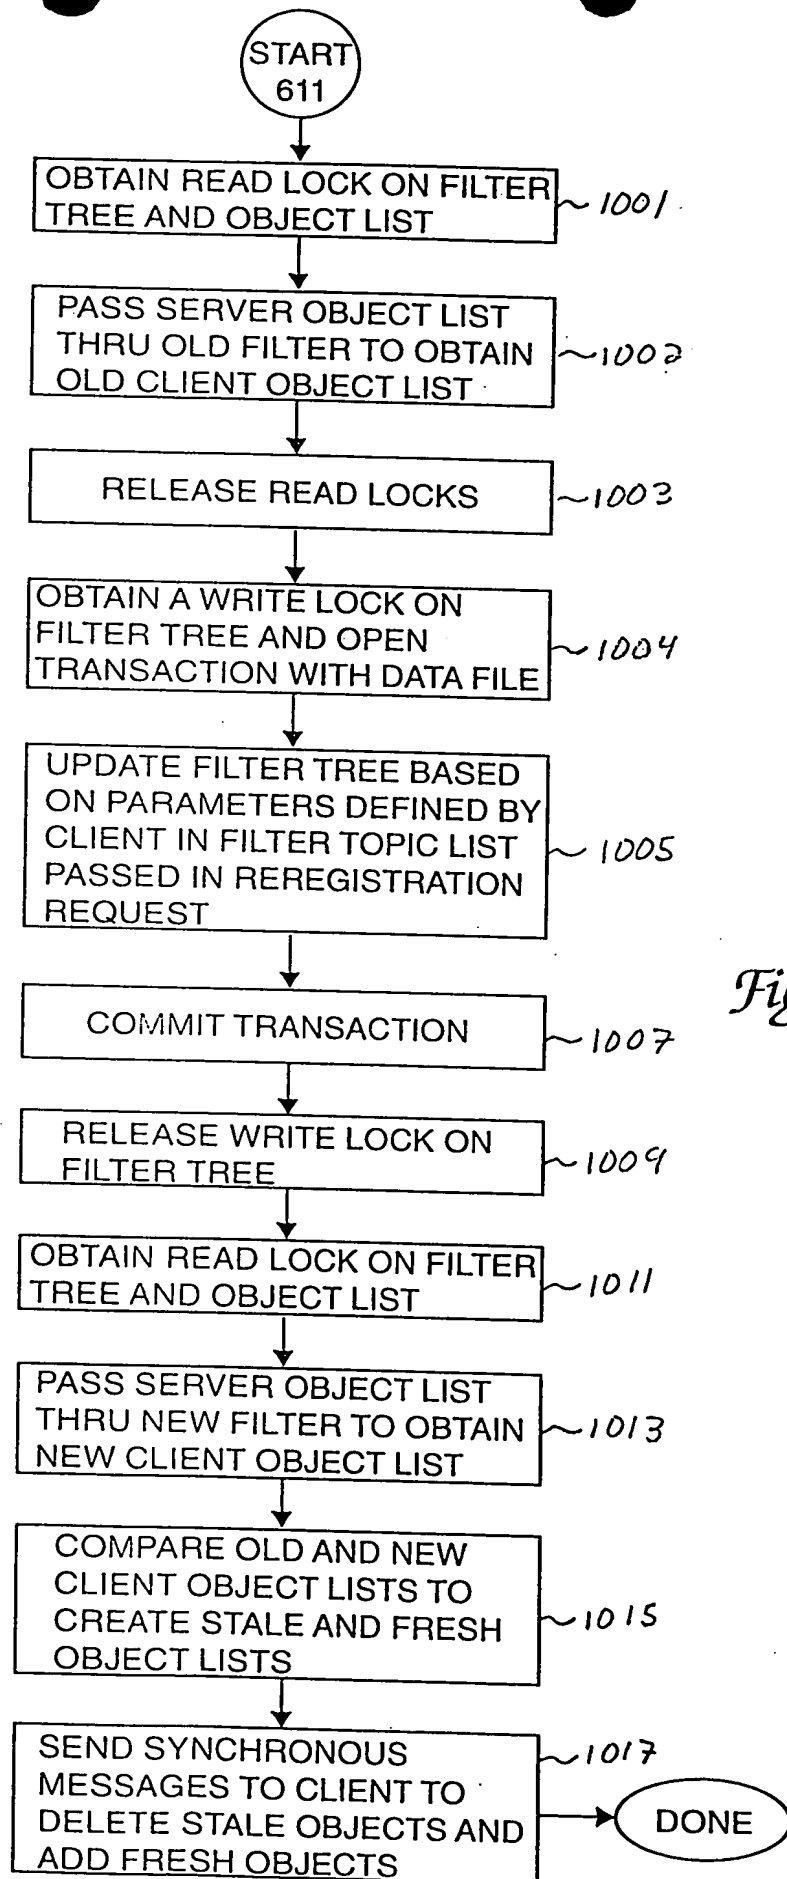 START
611
OBTAIN READ LOCK ON FILTER
TREE AND OBJECT LIST
1001
PASS SERVER OBJECT LIST
THRU OLD FILTER TO OBTAIN
OLD CLIENT OBJECT LIST
1002
RELEASE READ LOCKS
1003
OBTAIN A WRITE LOCK ON
FILTER TREE AND OPEN
TRANSACTION WITH DATA FILE
1004
UPDATE FILTER TREE BASED
ON PARAMETERS DEFINED BY
CLIENT IN FILTER TOPIC LIST
PASSED IN REREGISTRATION
REQUEST
1005
COMMIT TRANSACTION
1007
RELEASE WRITE LOCK ON
FILTER TREE
1009
OBTAIN READ LOCK ON FILTER
TREE AND OBJECT LIST
1011
PASS SERVER OBJECT LIST
THRU NEW FILTER TO OBTAIN
NEW CLIENT OBJECT LIST
1013
COMPARE OLD AND NEW
CLIENT OBJECT LISTS TO
CREATE STALE AND FRESH
OBJECT LISTS
1015
SEND SYNCHRONOUS
MESSAGES TO CLIENT TO
DELETE STALE OBJECTS AND
ADD FRESH OBJECTS
1017
DONE